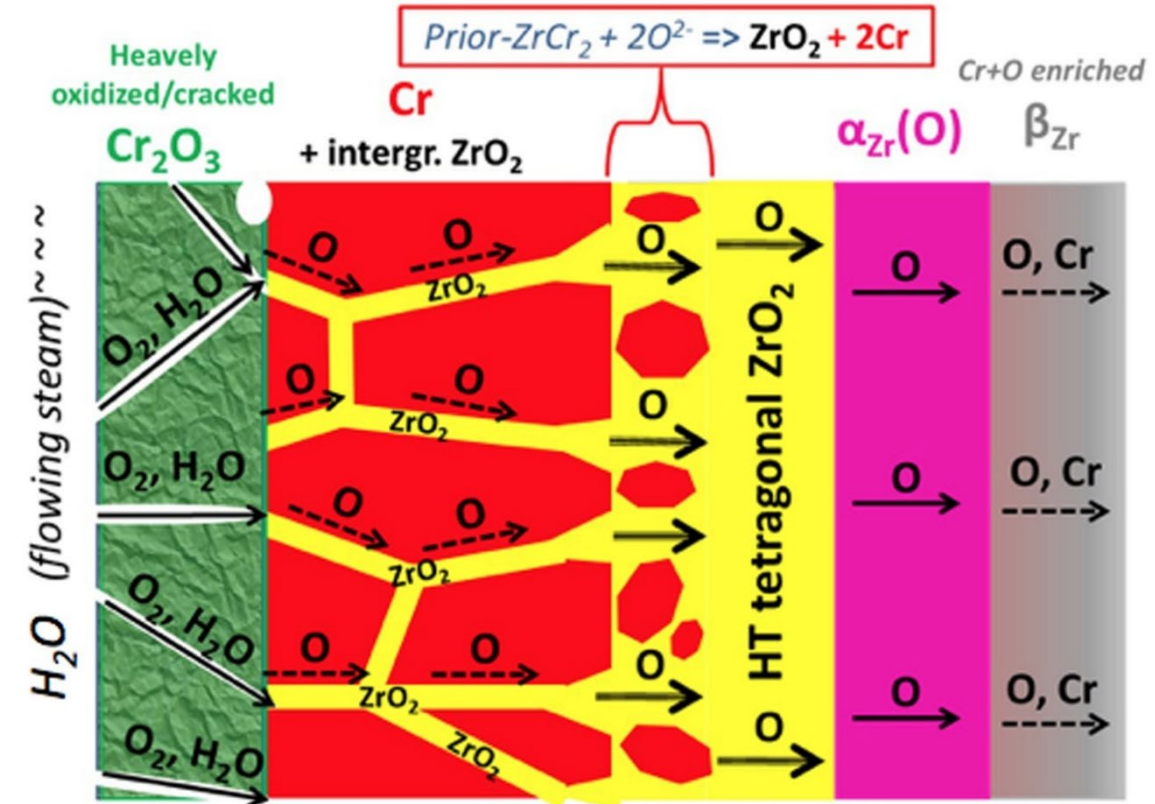 Prior-ZrCr₂ + 2O²⁻ => ZrO₂ + 2Cr
Heavely
oxidized/cracked
Cr₂O₃
Cr
+ intergr. ZrO₂
αZr(O)
Cr+O enriched
βZr
H₂O (flowing steam)~~~
O₂, H₂O
O₂, H₂O
O₂, H₂O
O₂, H₂O
O
O
ZrO₂
O
O
ZrO₂
O
O
ZrO₂
O
O
ZrO₂
ZrO₂
O
O
O
HT tetragonal ZrO₂
O
O
O
O
O
O, Cr
O, Cr
O, Cr